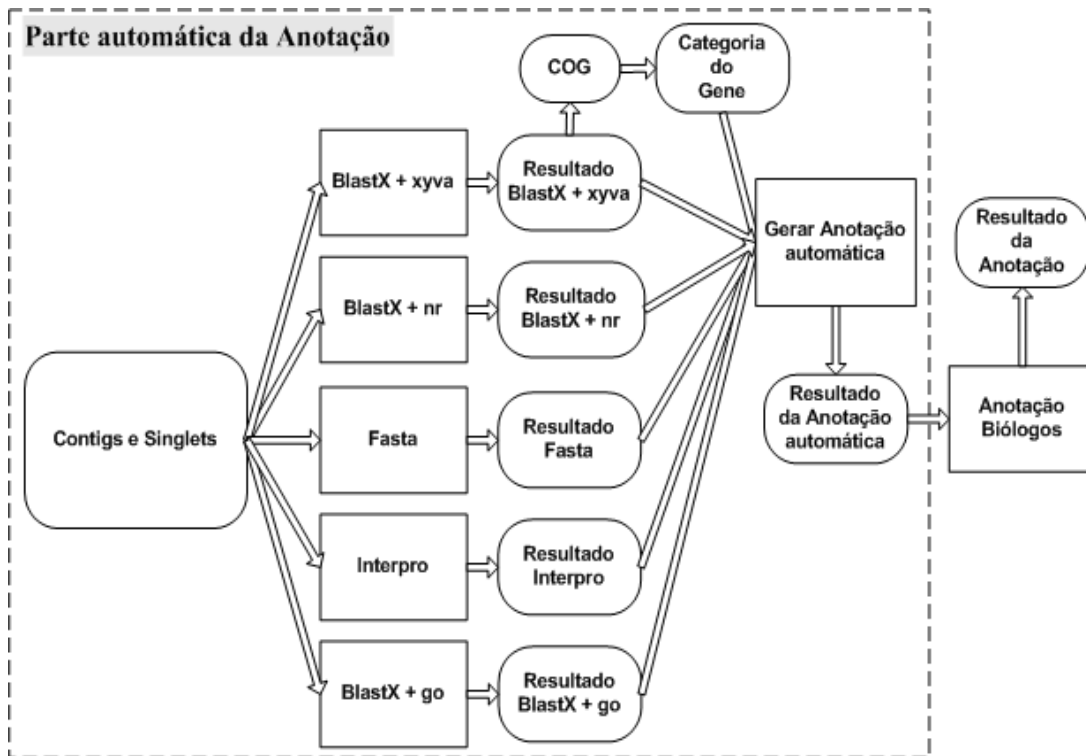 Parte automática da Anotação
COG
Categoria
do
Gene
BlastX + xyva
Resultado
BlastX + xyva
Gerar Anotação
automática
Resultado
da
Anotação
BlastX + nr
Resultado
BlastX + nr
Contigs e Singlets
Fasta
Resultado
Fasta
Resultado
da Anotação
automática
Anotação
Biólogos
Interpro
Resultado
Interpro
BlastX + go
Resultado
BlastX + go